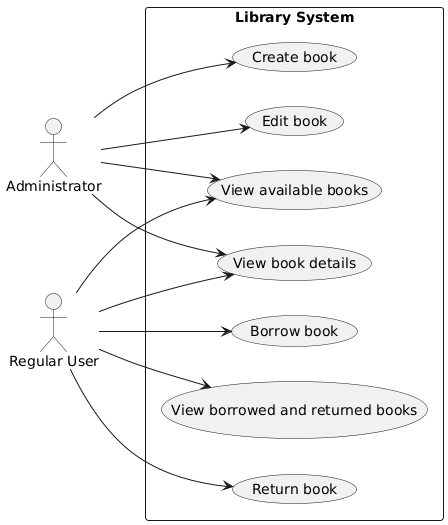 Library System
Create book
Edit book
Administrator
View available books
View book details
Borrow book
Regular User
View borrowed and returned books
Return book